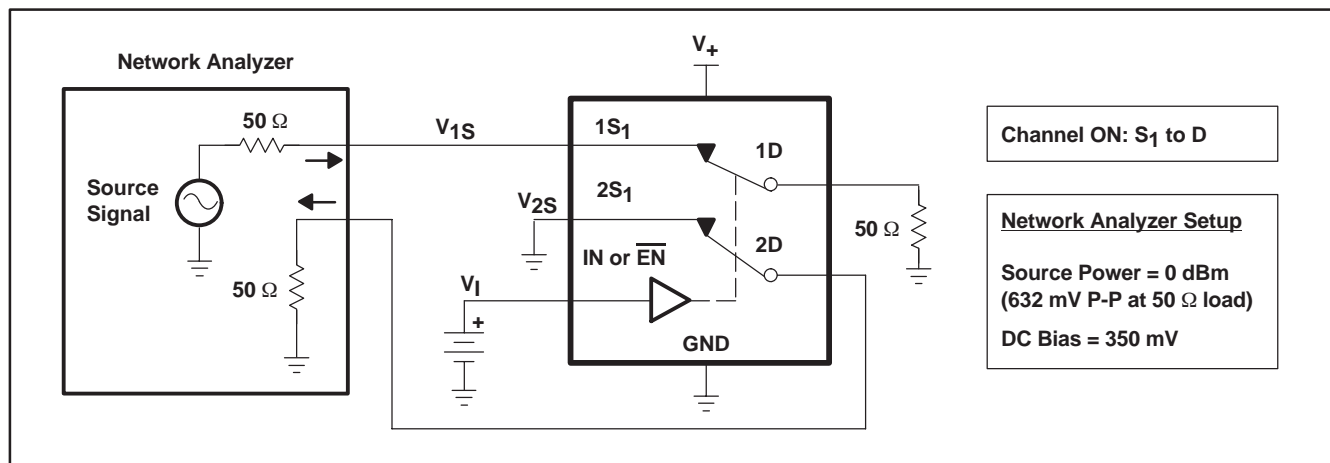 Network Analyzer
50 Ω
Source
Signal
50 Ω
V1S
V2S
VI
+
V+
1S1
1D
2S1
2D
IN or E̅N̅
GND
50 Ω
Channel ON: S1 to D
Network Analyzer Setup
Source Power = 0 dBm
(632 mV P-P at 50 Ω load)
DC Bias = 350 mV